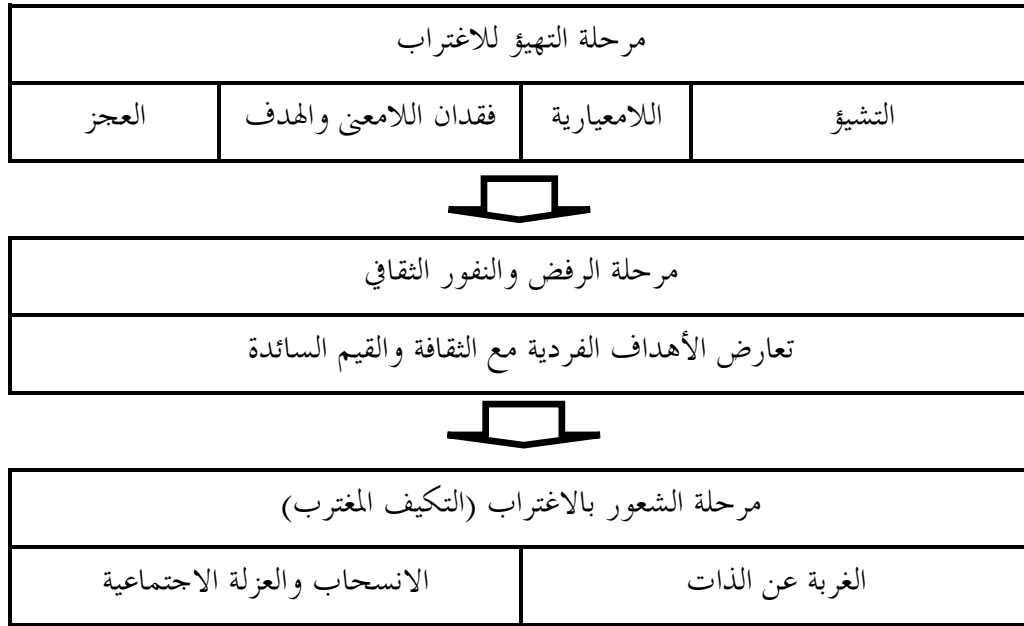 مرحلة التهيؤ للاغتراب
التشيؤ اللامعيارية فقدان اللامعنى والهدف العجز
مرحلة الرفض والنفور الثقافي
تعارض الأهداف الفردية مع الثقافة والقيم السائدة
مرحلة الشعور بالاغتراب (التكيف المغترب)
الغربة عن الذات الانسحاب والعزلة الاجتماعية